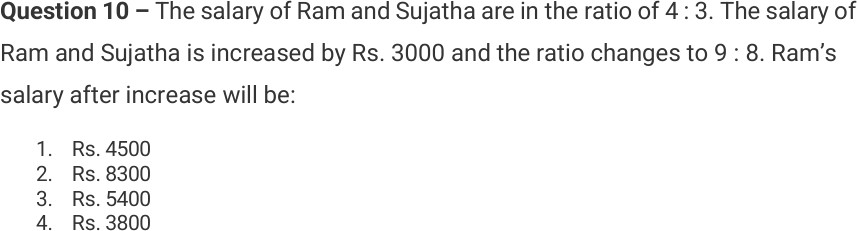 Question 10 – The salary of Ram and Sujatha are in the ratio of 4 : 3. The salary of
Ram and Sujatha is increased by Rs. 3000 and the ratio changes to 9 : 8. Ram’s
salary after increase will be:
1. Rs. 4500
2. Rs. 8300
3. Rs. 5400
4. Rs. 3800